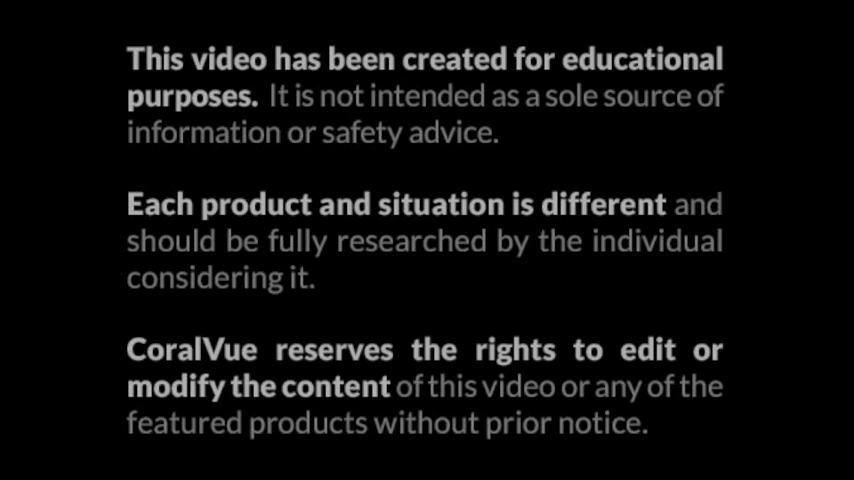 This video has been created for educational
purposes. It is not intended as a sole source of
information or safety advice.
Each product and situation is different and
should be fully researched by the individual
considering it.
CoralVue reserves the rights to edit or
modify the content of this video or any of the
featured products without prior notice.